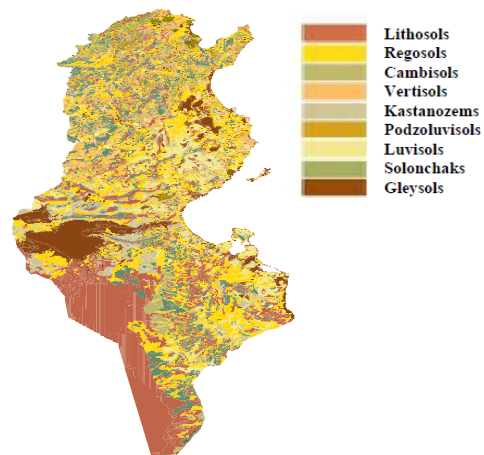 Lithosols
Regosols
Cambisols
Vertisols
Kastanozems
Podzoluvisols
Luvisols
Solonchaks
Gleysols